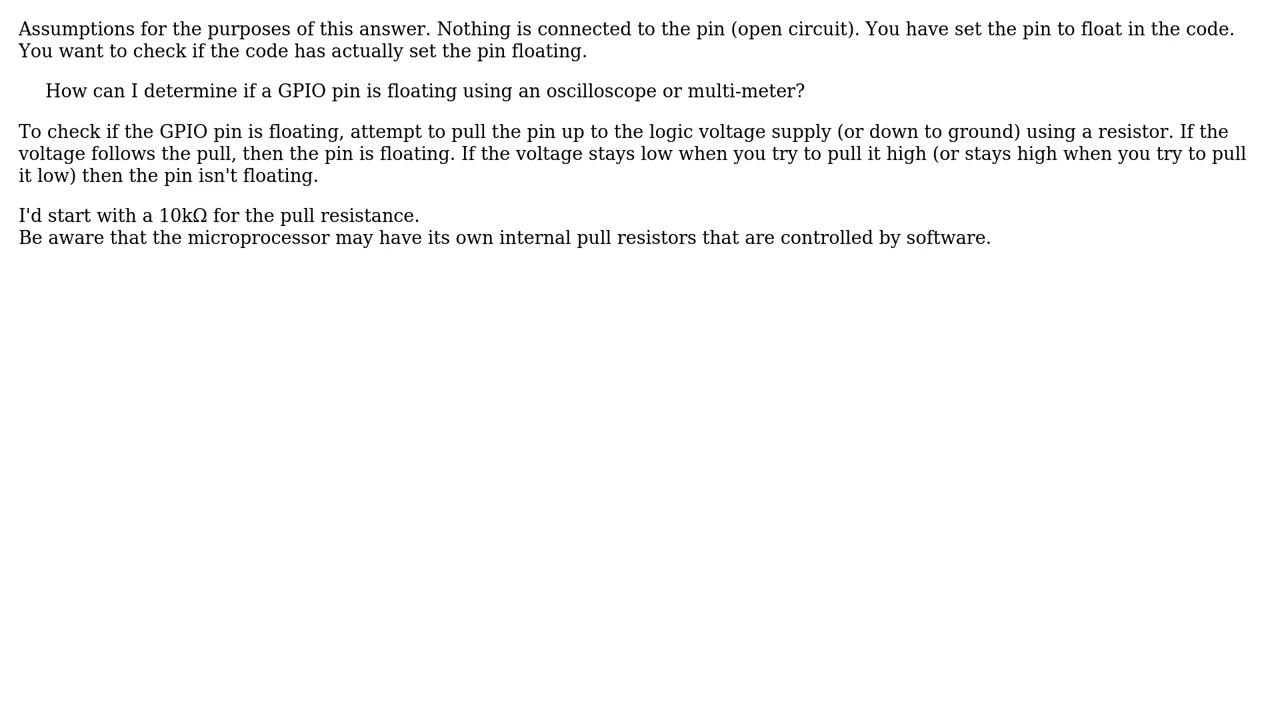 Assumptions for the purposes of this answer. Nothing is connected to the pin (open circuit). You have set the pin to float in the code.
You want to check if the code has actually set the pin floating.
How can I determine if a GPIO pin is floating using an oscilloscope or multi-meter?
To check if the GPIO pin is floating, attempt to pull the pin up to the logic voltage supply (or down to ground) using a resistor. If the
voltage follows the pull, then the pin is floating. If the voltage stays low when you try to pull it high (or stays high when you try to pull
it low) then the pin isn't floating.
I'd start with a 10kΩ for the pull resistance.
Be aware that the microprocessor may have its own internal pull resistors that are controlled by software.